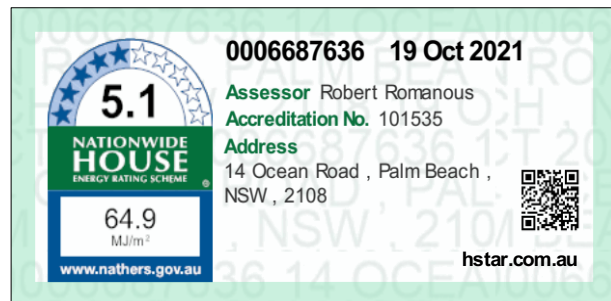 0006687636 19 Oct 2021
5.1
NATIONWIDE
HOUSE
ENERGY RATING SCHEME ®
64.9
MJ/m²
www.nathers.gov.au
Assessor Robert Romanous
Accreditation No. 101535
Address
14 Ocean Road , Palm Beach ,
NSW , 2108
hstar.com.au